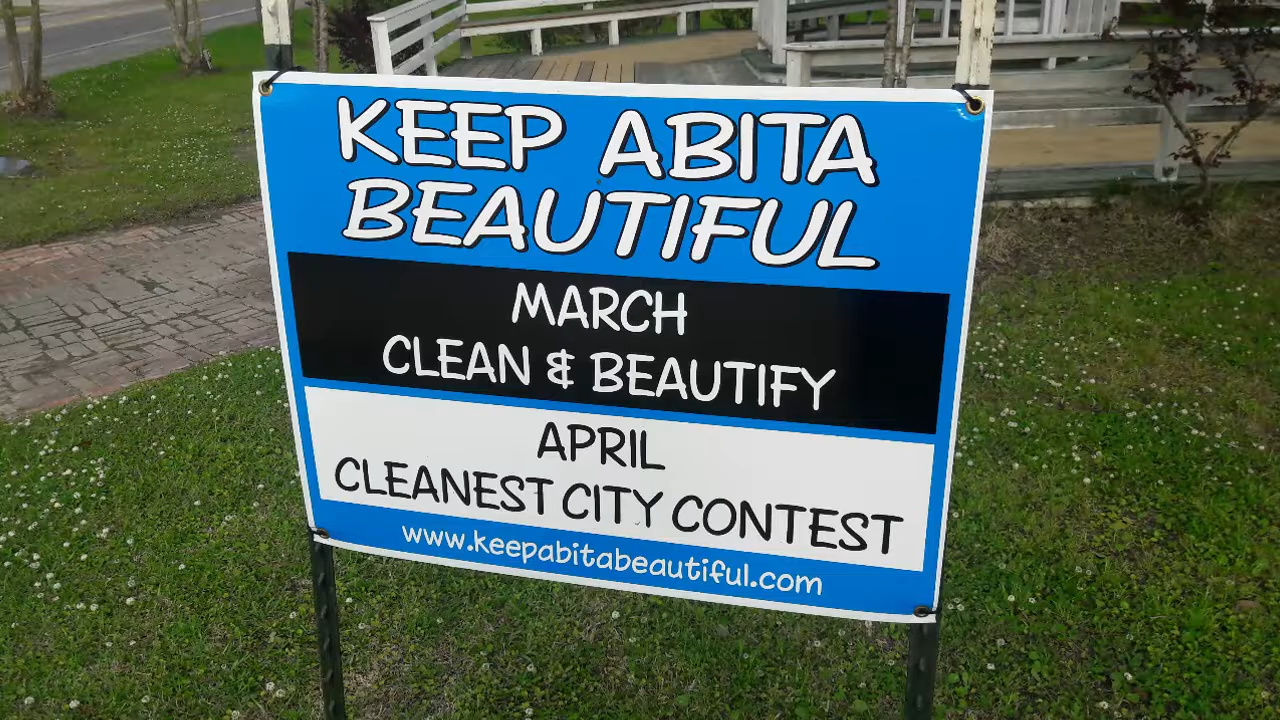 KEEP ABITA
BEAUTIFUL
MARCH
CLEAN & BEAUTIFY
APRIL
CLEANEST CITY CONTEST
www.keepabitabeautiful.com